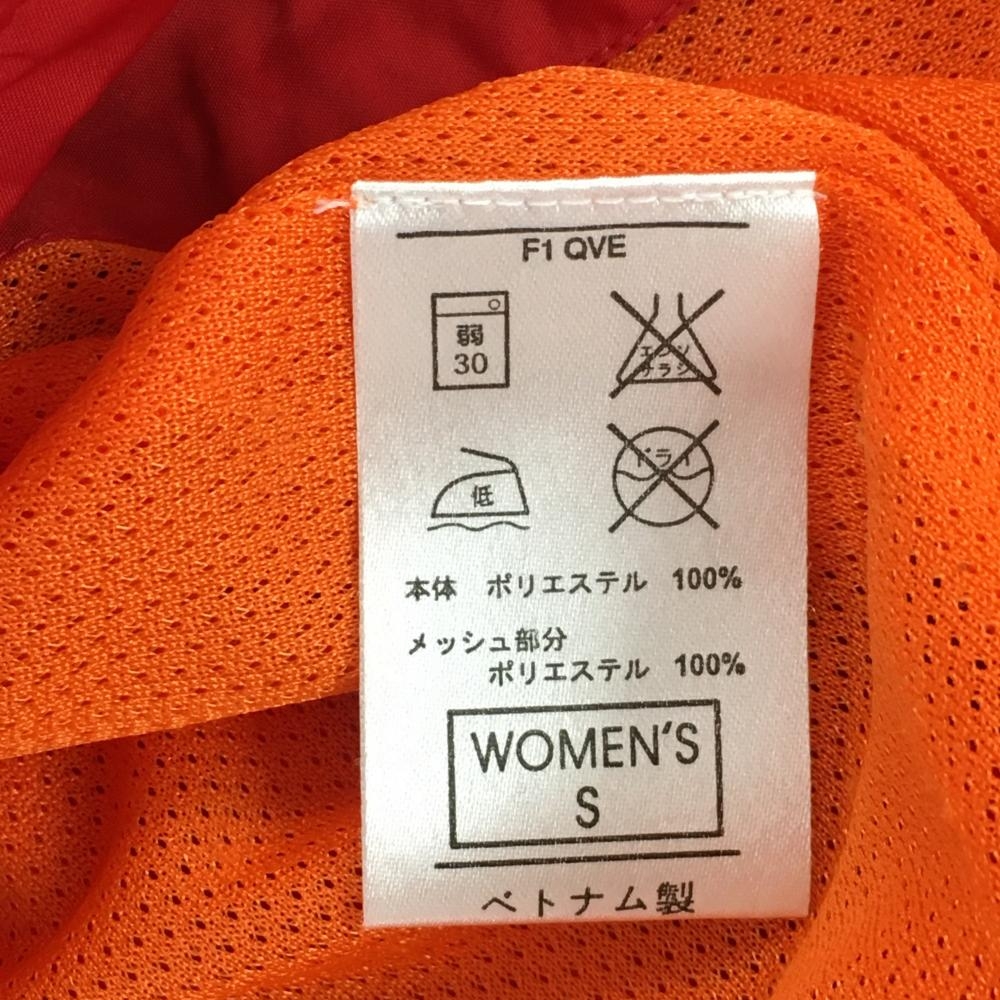 F1 QVE
弱
30
エンソ
サラシ
低
ドライ
本体 ポリエステル 100%
メッシュ部分
ポリエステル 100%
WOMEN'S
S
ベトナム製